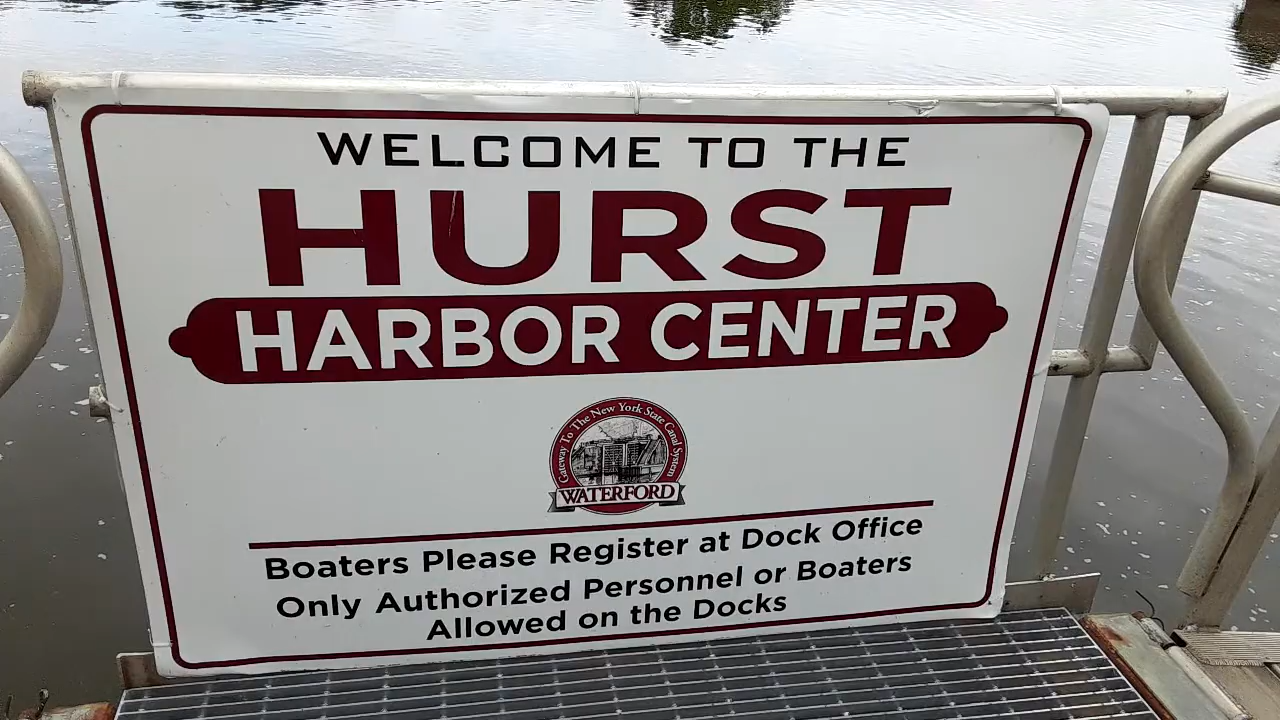 WELCOME TO THE
HURST
HARBOR CENTER
Gateway To The New York State Canal System
WATERFORD
Boaters Please Register at Dock Office
Only Authorized Personnel or Boaters
Allowed on the Docks